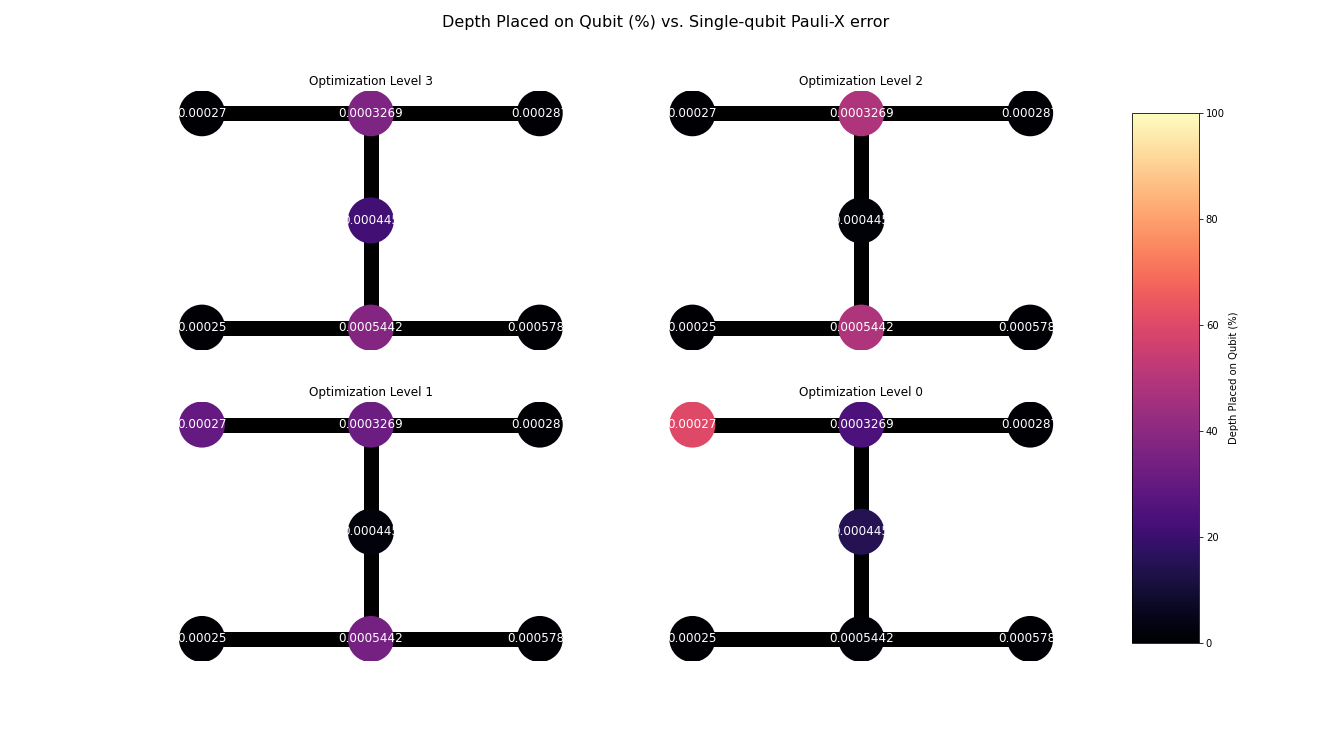 Depth Placed on Qubit (%) vs. Single-qubit Pauli-X error
Optimization Level 3
0.00027 0.0003269 0.00028
0.00044
0.00025 0.0005442 0.000578
Optimization Level 2
0.00027 0.0003269 0.00028
0.00044
0.00025 0.0005442 0.000578
Optimization Level 1
0.00027 0.0003269 0.00028
0.00044
0.00025 0.0005442 0.000578
Optimization Level 0
0.00027 0.0003269 0.00028
0.00044
0.00025 0.0005442 0.000578
100
80
60
40
20
0
Depth Placed on Qubit (%)